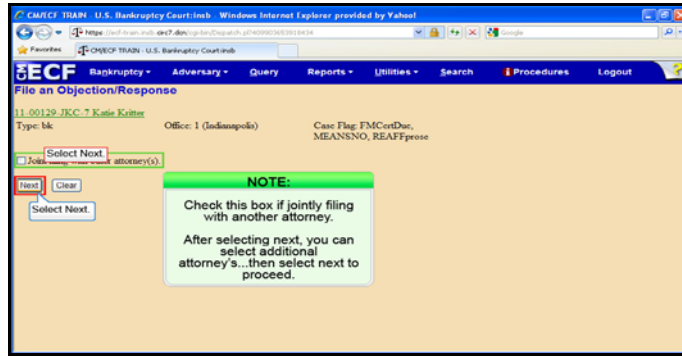 CM/ECF TRAIN - U.S. Bankruptcy Court:insb - Windows Internet Explorer provided by Yahoo!
Google
Favorites CM/ECF TRAIN - U.S. Bankruptcy Court:insb
ECF Bankruptcy Adversary Query Reports Utilities Search Procedures Logout
File an Objection/Response
11-00129-JKC-7 Katie Kritter
Type: bk Office: 1 (Indianapolis) Case Flag: FMCertDue,
MEANSNO, REAFFprose
Select Next.
attorney(s).
Next Clear
Select Next.
NOTE:
Check this box if jointly filing
with another attorney.
After selecting next, you can
select additional
attorney's...then select next to
proceed.